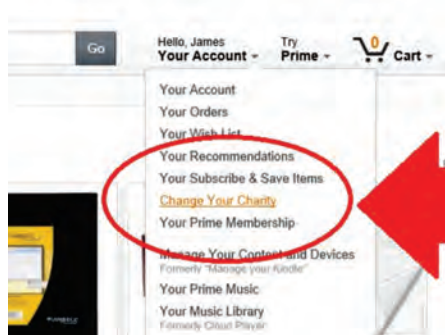 Go
Hello, James
Your Account
Try
Prime
0
Cart
Your Account
Your Orders
Your Wish List
Your Recommendations
Your Subscribe & Save Items
Change Your Charity
Your Prime Membership
Manage Your Content and Devices
Formerly "Manage your Kindle"
Your Prime Music
Your Music Library
Formerly Cloud Player